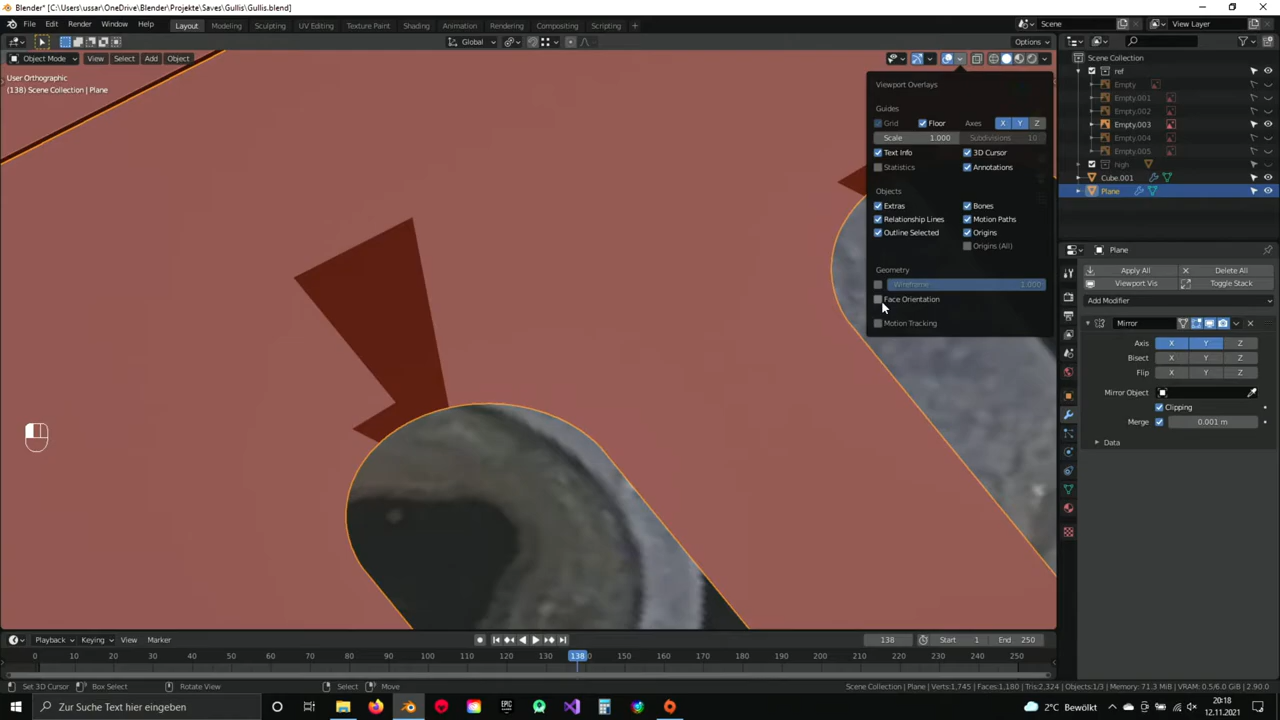 Blender* [C:\Users\ussar\OneDrive\Blender\Projekte\Saves\Gullis\Gullis.blend]
File Edit Render Window Help Layout Modeling Sculpting UV Editing Texture Paint Shading Animation Rendering Compositing Scripting + Scene View Layer
Global Options
Object Mode View Select Add Object
User Orthographic
(138) Scene Collection | Plane
Viewport Overlays
Guides
Grid Floor Axes X Y Z
Scale 1.000 Subdivisions 10
Text Info 3D Cursor
Statistics Annotations
Objects
Extras Bones
Relationship Lines Motion Paths
Outline Selected Origins
Origins (All)
Geometry
Wireframe 1.000
Face Orientation
Motion Tracking
Scene Collection
ref
Empty
Empty.001
Empty.002
Empty.003
Empty.004
Empty.005
high
Cube.001
Plane
Plane
Apply All Delete All
Viewport Vis Toggle Stack
Add Modifier
Mirror
Axis X Y Z
Bisect X Y Z
Flip X Y Z
Mirror Object
Clipping
Merge 0.001 m
Data
Playback Keying View Marker 138 Start 1 End 250
0 10 20 30 40 50 60 70 80 90 100 110 120 130 138 150 160 170 180 190 200 210 220 230 240 250
Set 3D Cursor Box Select Rotate View Select Move Scene Collection | Plane | Verts:1,745 | Faces:1,180 | Tris:2,324 | Objects:1/3 | Memory: 71.3 MiB | VRAM: 0.5/6.0 GiB | 2.90.0
Zur Suche Text hier eingeben 2°C Bewölkt 20:18
12.11.2021